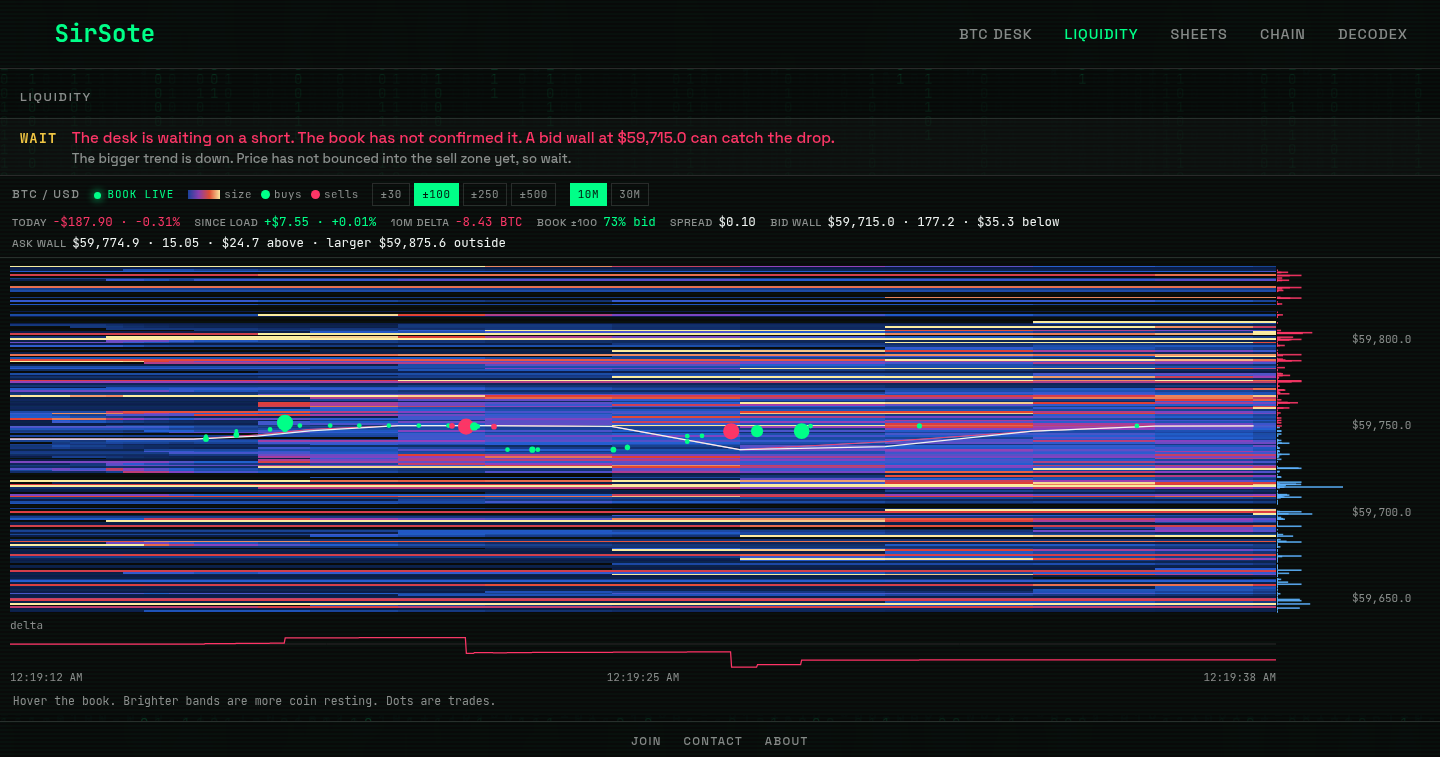 SirSote
BTC DESK LIQUIDITY SHEETS CHAIN DECODEX
LIQUIDITY
WAIT The desk is waiting on a short. The book has not confirmed it. A bid wall at $59,715.0 can catch the drop.
The bigger trend is down. Price has not bounced into the sell zone yet, so wait.
BTC / USD BOOK LIVE size buys sells ±30 ±100 ±250 ±500 10M 30M
TODAY -$187.90 · -0.31% SINCE LOAD +$7.55 · +0.01% 10M DELTA -8.43 BTC BOOK ±100 73% bid SPREAD $0.10 BID WALL $59,715.0 · 177.2 · $35.3 below
ASK WALL $59,774.9 · 15.05 · $24.7 above · larger $59,875.6 outside
$59,800.0
$59,750.0
$59,700.0
$59,650.0
delta
12:19:12 AM 12:19:25 AM 12:19:38 AM
Hover the book. Brighter bands are more coin resting. Dots are trades.
JOIN CONTACT ABOUT